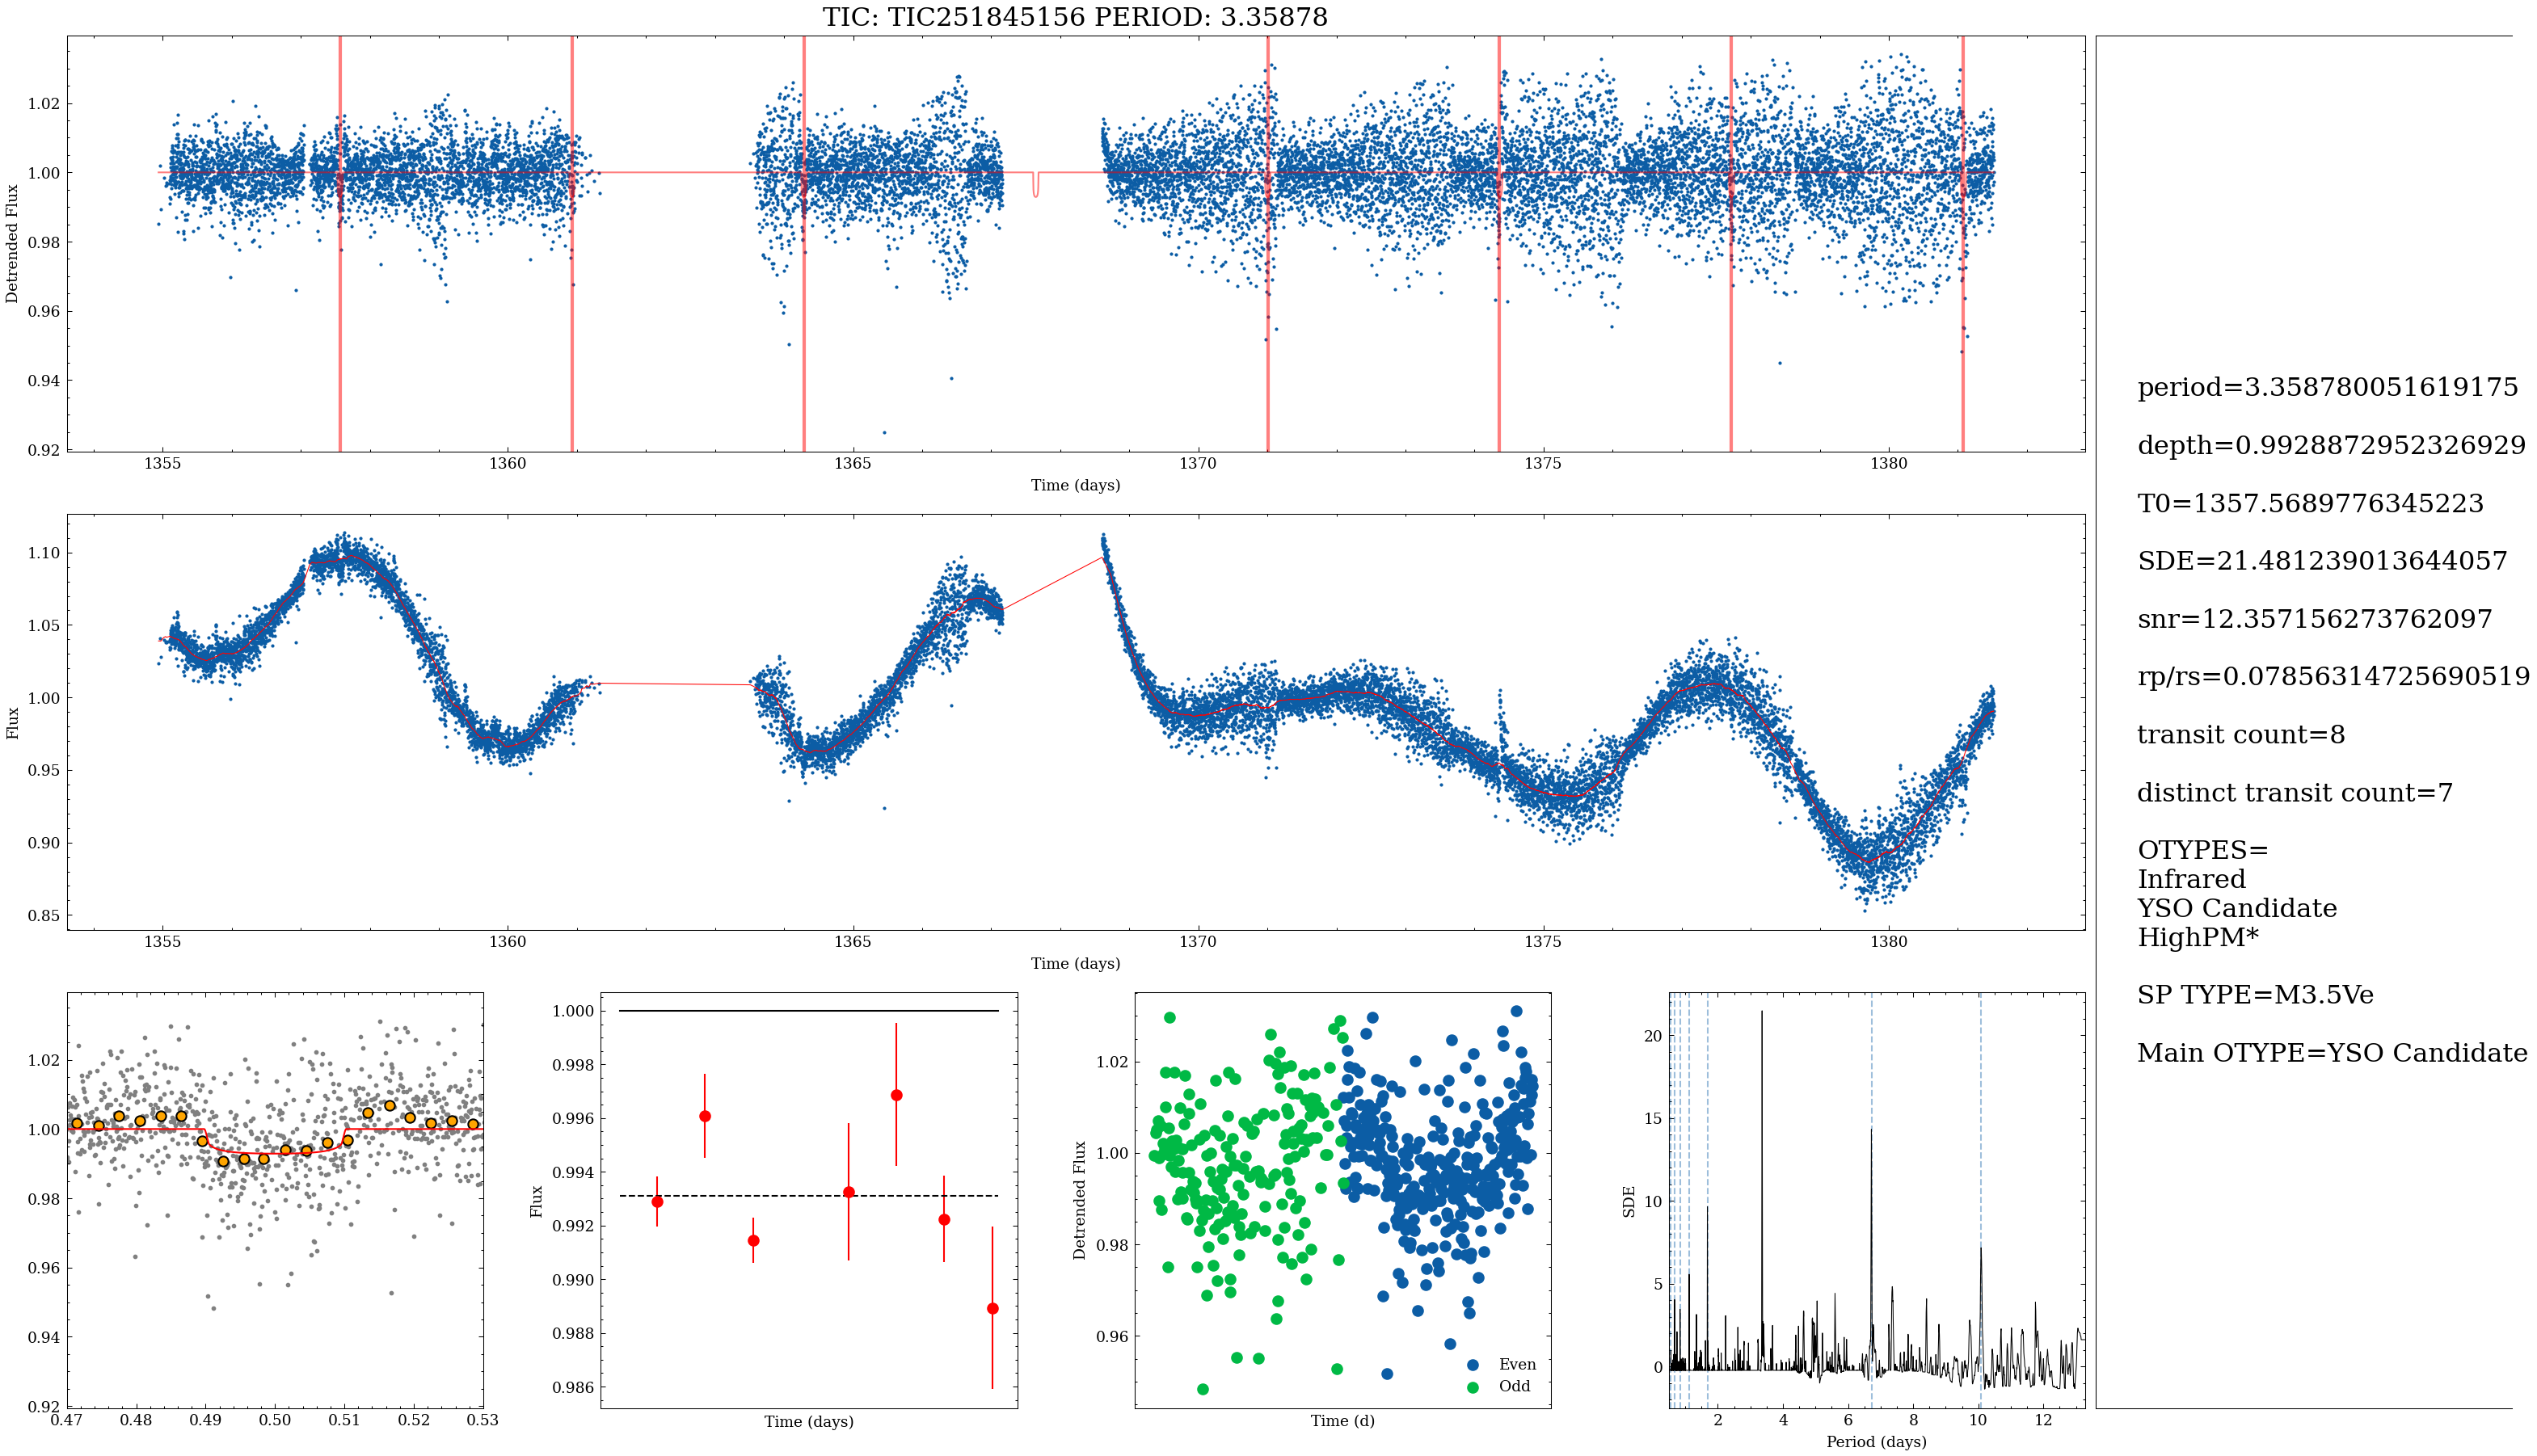 TIC: TIC251845156 PERIOD: 3.35878
Detrended Flux
1.02
1.00
0.98
0.96
0.94
0.92
1355 1360 1365 1370 1375 1380
Time (days)
Flux
1.10
1.05
1.00
0.95
0.90
0.85
1355 1360 1365 1370 1375 1380
Time (days)
1.02
1.00
0.98
0.96
0.94
0.92
0.47 0.48 0.49 0.50 0.51 0.52 0.53
Flux
1.000
0.998
0.996
0.994
0.992
0.990
0.988
0.986
Time (days)
Detrended Flux
1.02
1.00
0.98
0.96
Even
Odd
Time (d)
SDE
20
15
10
5
0
2 4 6 8 10 12
Period (days)
period=3.358780051619175
depth=0.9928872952326929
T0=1357.5689776345223
SDE=21.481239013644057
snr=12.357156273762097
rp/rs=0.07856314725690519
transit count=8
distinct transit count=7
OTYPES=
Infrared
YSO Candidate
HighPM*
SP TYPE=M3.5Ve
Main OTYPE=YSO Candidate